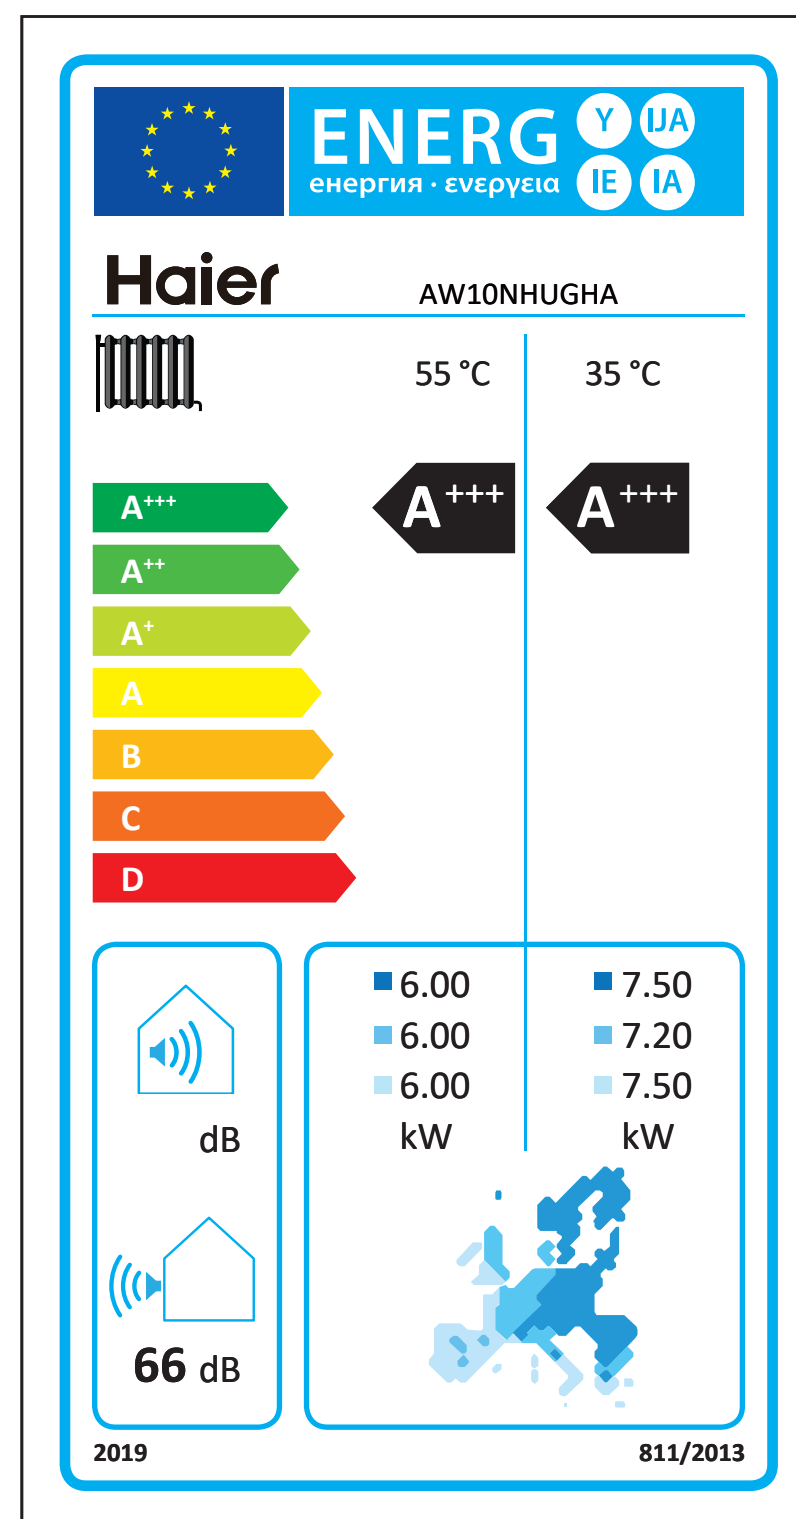 ENERG Y IJA
енергия · ενεργεια IE IA
Haier AW10NHUGHA
55 °C 35 °C
A+++ A+++ A+++
A++
A+
A
B
C
D
6.00 7.50
6.00 7.20
6.00 7.50
dB kW kW
66 dB
2019 811/2013